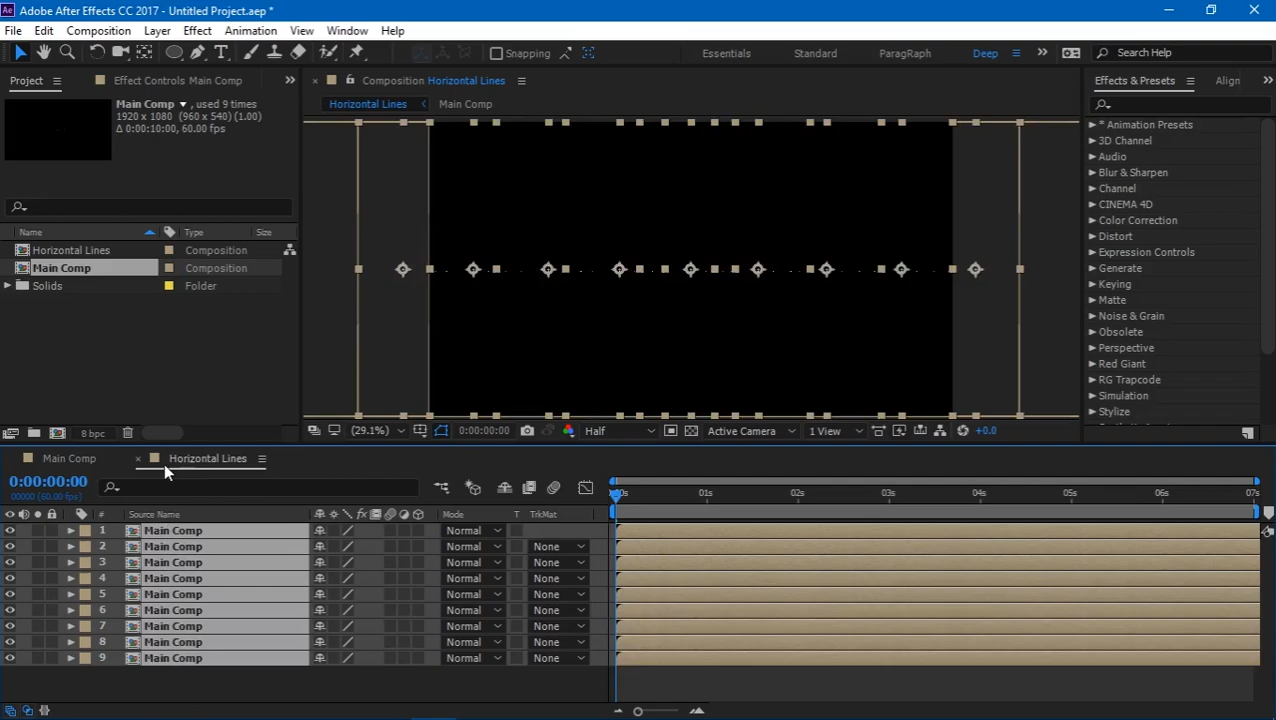 Ae Adobe After Effects CC 2017 - Untitled Project.aep *
File Edit Composition Layer Effect Animation View Window Help
Snapping Essentials Standard ParaGraph Deep Search Help
Project Effect Controls Main Comp Composition Horizontal Lines Effects & Presets Align
Main Comp , used 9 times
1920 x 1080 (960 x 540) (1.00)
Δ 0:00:10:00, 60.00 fps
Horizontal Lines Main Comp
* Animation Presets
3D Channel
Audio
Blur & Sharpen
Channel
CINEMA 4D
Color Correction
Distort
Expression Controls
Generate
Keying
Matte
Noise & Grain
Obsolete
Perspective
Red Giant
RG Trapcode
Simulation
Stylize
Name Type Size
Horizontal Lines Composition
Main Comp Composition
Solids Folder
8 bpc
(29.1%) 0:00:00:00 Half Active Camera 1 View +0.0
Main Comp Horizontal Lines
0:00:00:00
00000 (60.00 fps)
01s 02s 03s 04s 05s 06s 07s
# Source Name fx Mode T TrkMat
1 Main Comp Normal
2 Main Comp Normal None
3 Main Comp Normal None
4 Main Comp Normal None
5 Main Comp Normal None
6 Main Comp Normal None
7 Main Comp Normal None
8 Main Comp Normal None
9 Main Comp Normal None